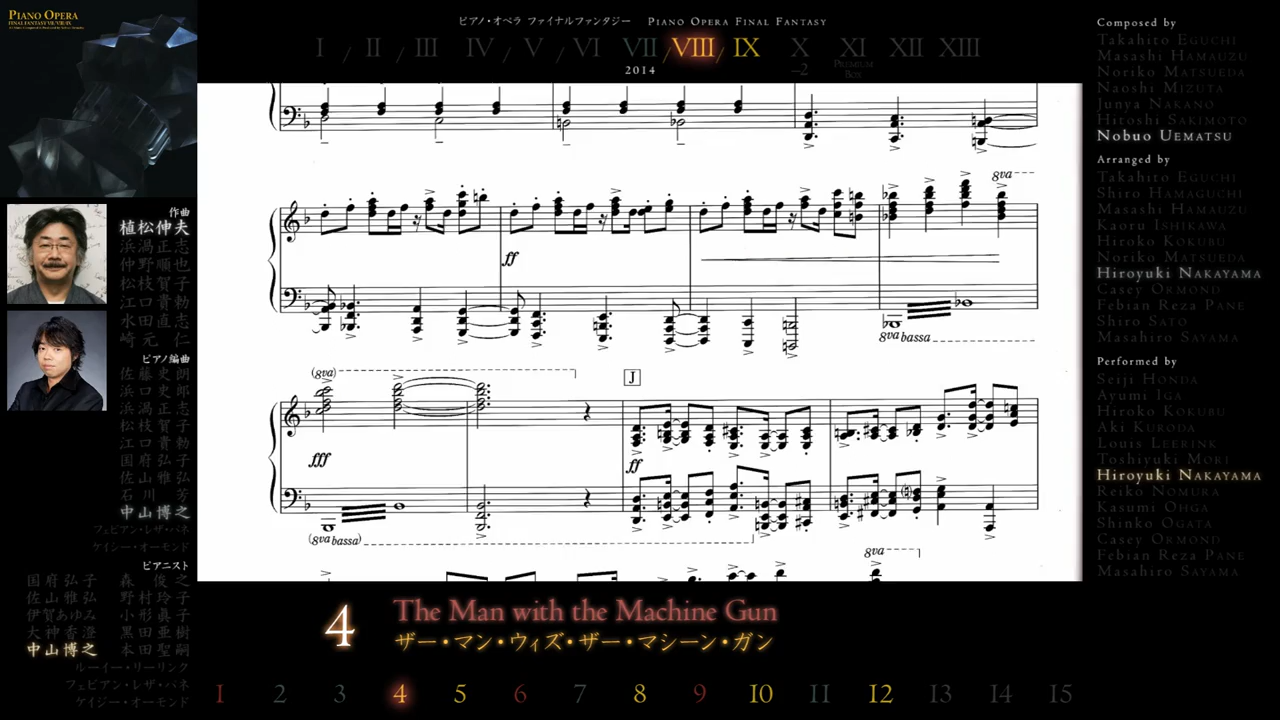 PIANO OPERA
FINAL FANTASY VII/VIII/IX
ピアノ・オペラ ファイナルファンタジー PIANO OPERA FINAL FANTASY
I / II / III IV / V / VI VII / VIII / IX X XI XII XIII
2014
–2
PREMIUM
BOX
作曲
植松伸夫
浜渦正志
仲野順也
松枝賀子
江口貴勅
水田直志
崎元 仁
ピアノ編曲
佐藤史朗
浜口史郎
浜渦正志
松枝賀子
江口貴勅
国府弘子
佐山雅弘
石川 芳
中山博之
フェビアン・レザ・パネ
ケイシー・オーモンド
ピアニスト
国府弘子 森 俊之
佐山雅弘 野村玲子
伊賀あゆみ 小形眞子
大神香澄 黒田亜樹
中山博之 本田聖嗣
ルーイー・リーリンク
フェビアン・レザ・パネ
ケイジー・オーモンド
8va
ff
8va bassa
(8va)
J
fff
ff
(8va bassa)
8va
4
The Man with the Machine Gun
ザー・マン・ウィズ・ザー・マシーン・ガン
1 2 3 4 5 6 7 8 9 10 11 12 13 14 15
Composed by
Takahito EGUCHI
Masashi HAMAUZU
Noriko MATSUEDA
Naoshi MIZUTA
Junya NAKANO
Hitoshi SAKIMOTO
Nobuo UEMATSU
Arranged by
Takahito EGUCHI
Shiro HAMAGUCHI
Masashi HAMAUZU
Kaoru ISHIKAWA
Hiroko KOKUBU
Noriko MATSUEDA
Hiroyuki NAKAYAMA
Casey ORMOND
Febian Reza PANE
Shiro SATO
Masahiro SAYAMA
Performed by
Seiji HONDA
Ayumi IGA
Hiroko KOKUBU
Aki KURODA
Louis LEERINK
Toshiyuki MORI
Hiroyuki NAKAYAMA
Reiko NOMURA
Kasumi OHGA
Shinko OGATA
Casey ORMOND
Febian Reza PANE
Masahiro SAYAMA